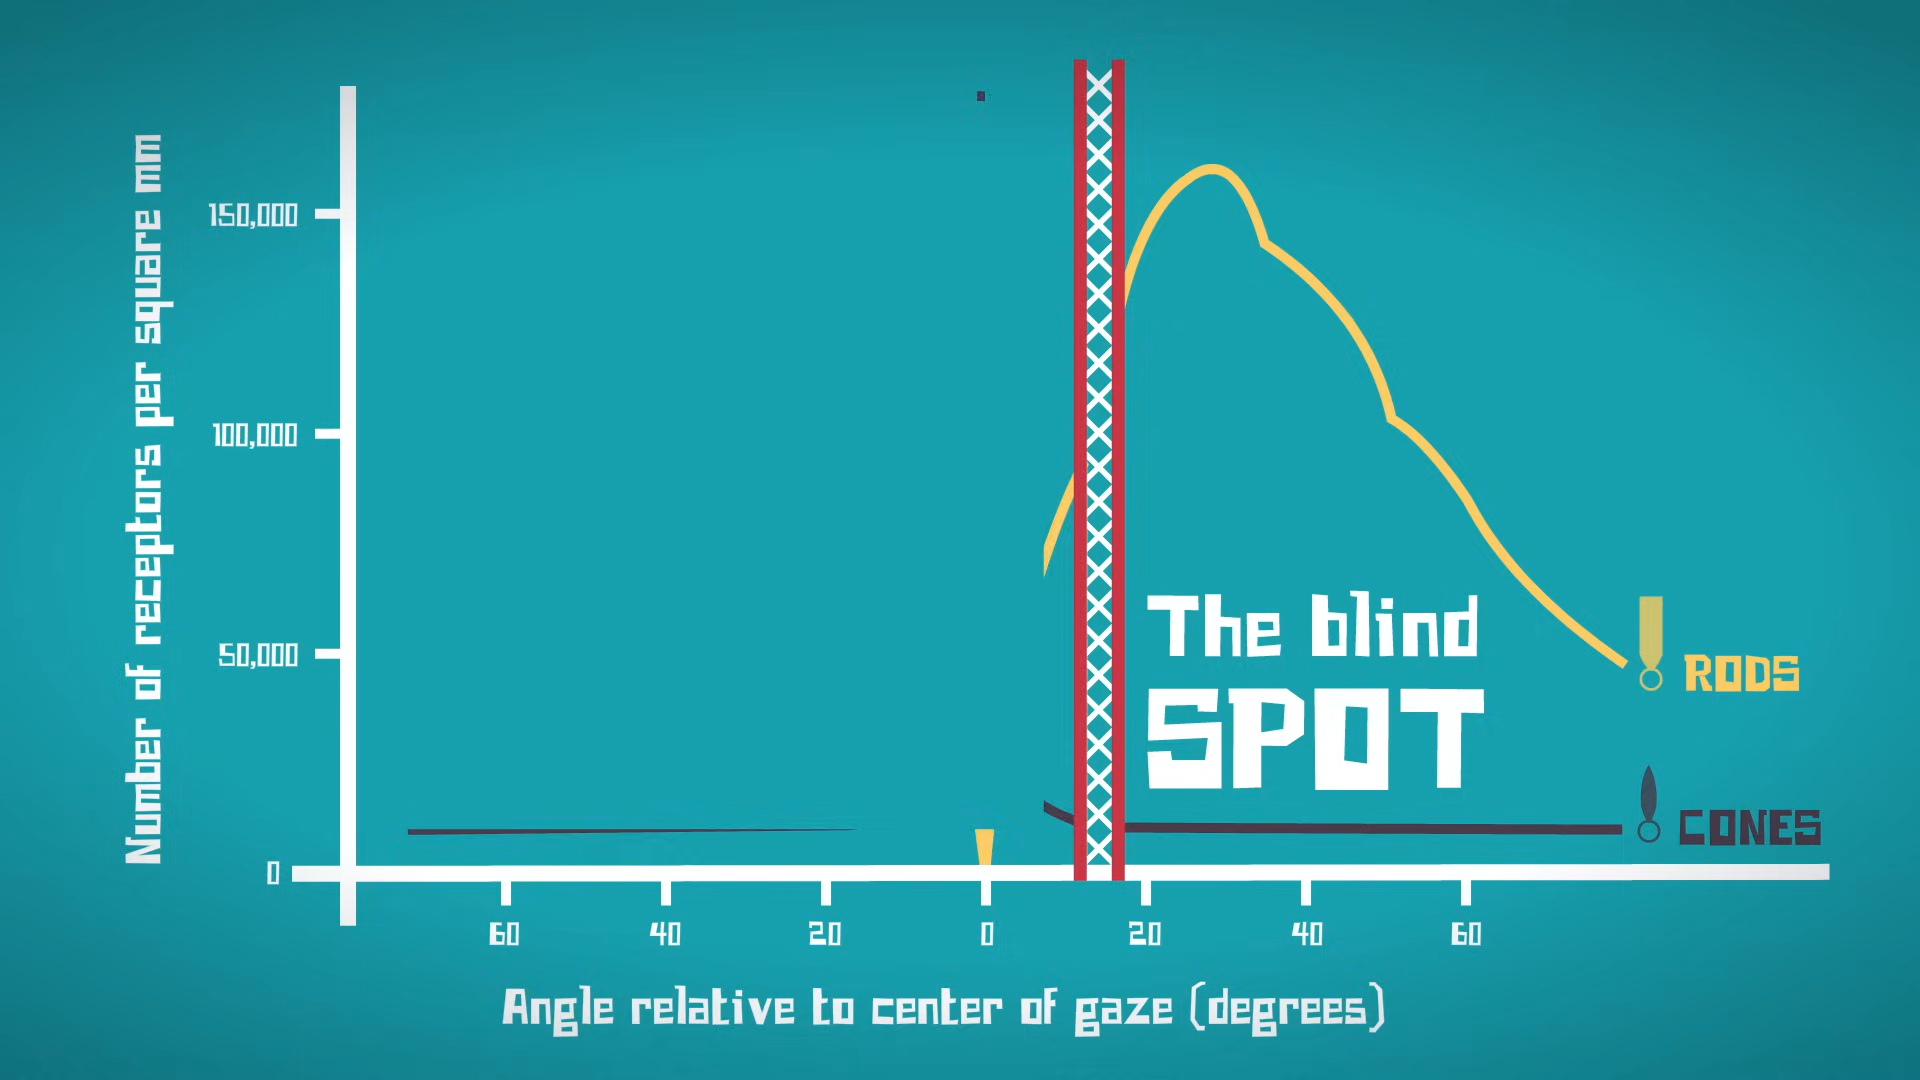 Number of receptors per square mm
150,000
100,000
50,000
0
The blind
SPOT
RODS
CONES
60 40 20 0 20 40 60
Angle relative to center of gaze (degrees)